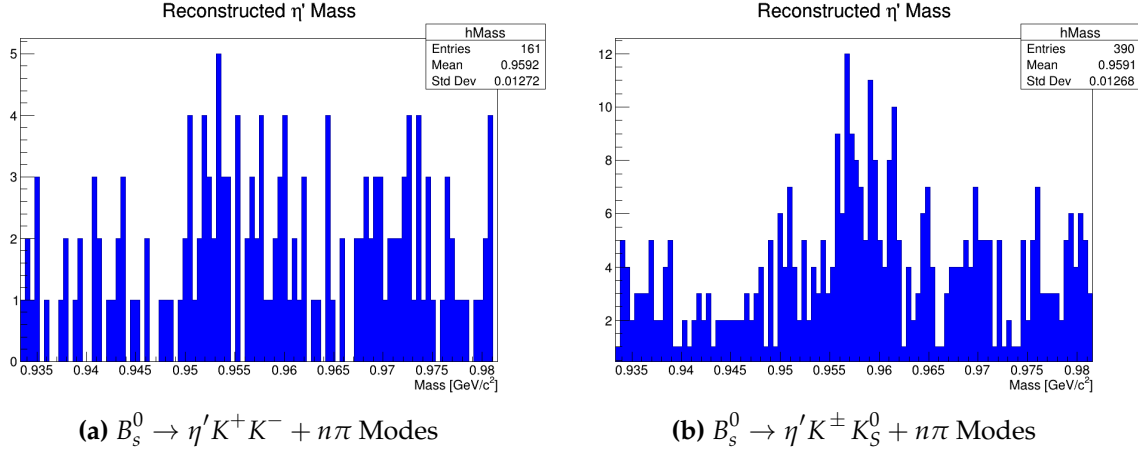 Reconstructed η' Mass
hMass
Entries 161
Mean 0.9592
Std Dev 0.01272
5
4
3
2
1
0
0.935 0.94 0.945 0.95 0.955 0.96 0.965 0.97 0.975 0.98
Mass [GeV/c²]
(a) B⁰ₛ → η′K⁺K⁻ + nπ Modes
Reconstructed η' Mass
hMass
Entries 390
Mean 0.9591
Std Dev 0.01268
12
10
8
6
4
2
0.935 0.94 0.945 0.95 0.955 0.96 0.965 0.97 0.975 0.98
Mass [GeV/c²]
(b) B⁰ₛ → η′K±K⁰_S + nπ Modes